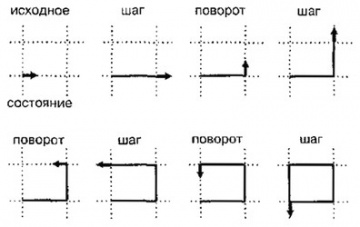 исходное шаг поворот шаг
состояние
поворот шаг поворот шаг